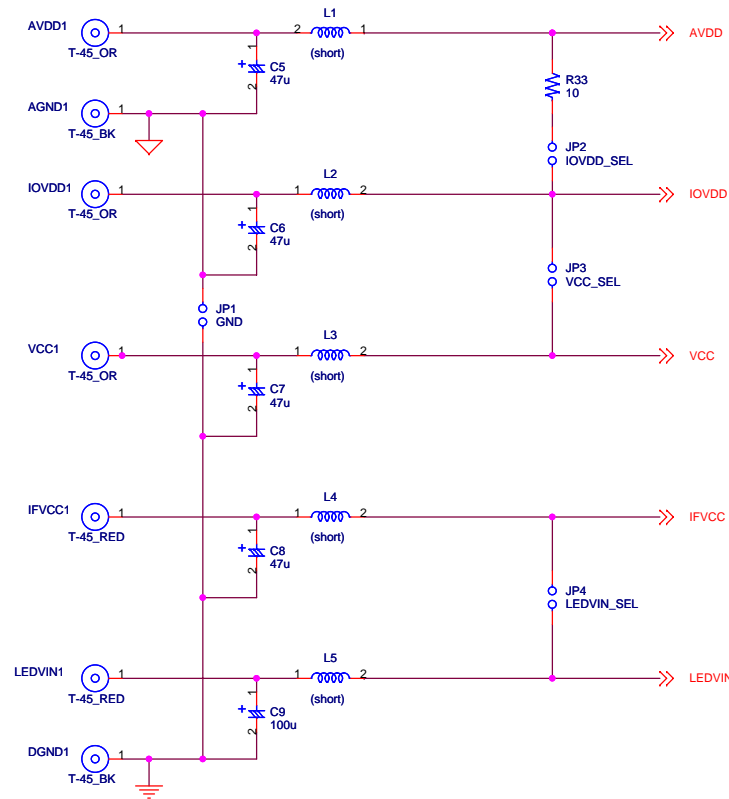 L1
AVDD1
1
2
1
AVDD
T-45_OR
(short)
1
+
C5
47u
2
R33
10
AGND1
1
T-45_BK
JP2
IOVDD_SEL
L2
IOVDD1
1
1
2
IOVDD
T-45_OR
(short)
1
+
C6
47u
2
JP3
VCC_SEL
JP1
GND
L3
VCC1
1
1
2
VCC
T-45_OR
(short)
1
+
C7
47u
2
L4
IFVCC1
1
1
2
IFVCC
T-45_RED
(short)
1
+
C8
47u
2
JP4
LEDVIN_SEL
L5
LEDVIN1
1
1
2
LEDVIN
T-45_RED
(short)
1
+
C9
100u
2
DGND1
1
T-45_BK